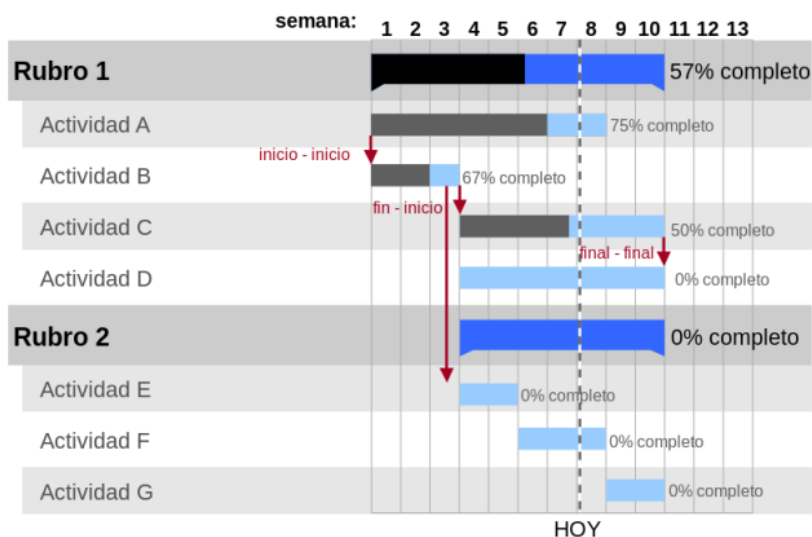 semana: 1 2 3 4 5 6 7 8 9 10 11 12 13
Rubro 1 57% completo
Actividad A 75% completo
inicio - inicio
Actividad B 67% completo
fin - inicio
Actividad C 50% completo
final - final
Actividad D 0% completo
Rubro 2 0% completo
Actividad E 0% completo
Actividad F 0% completo
Actividad G 0% completo
HOY